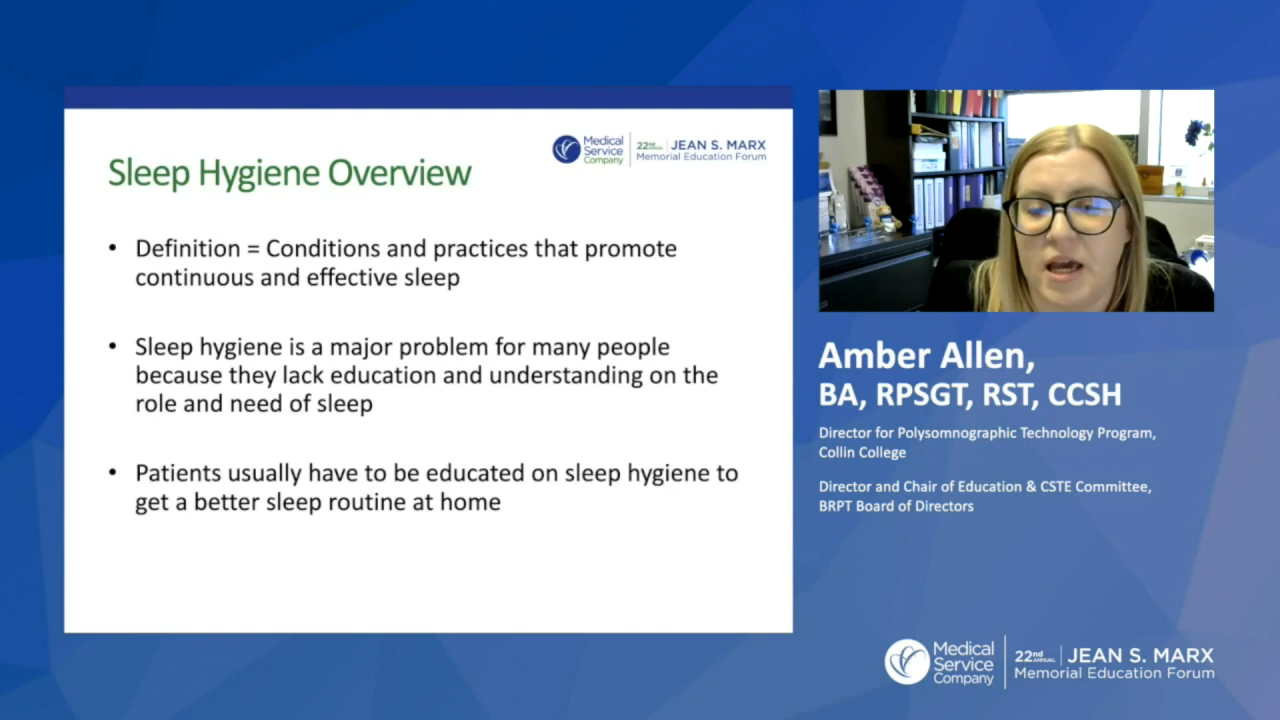 Medical
Service
Company
22nd ANNUAL JEAN S. MARX
Memorial Education Forum
Sleep Hygiene Overview
• Definition = Conditions and practices that promote
continuous and effective sleep
• Sleep hygiene is a major problem for many people
because they lack education and understanding on the
role and need of sleep
• Patients usually have to be educated on sleep hygiene to
get a better sleep routine at home
Amber Allen,
BA, RPSGT, RST, CCSH
Director for Polysomnographic Technology Program,
Collin College
Director and Chair of Education & CSTE Committee,
BRPT Board of Directors
Medical
Service
Company
22nd ANNUAL JEAN S. MARX
Memorial Education Forum